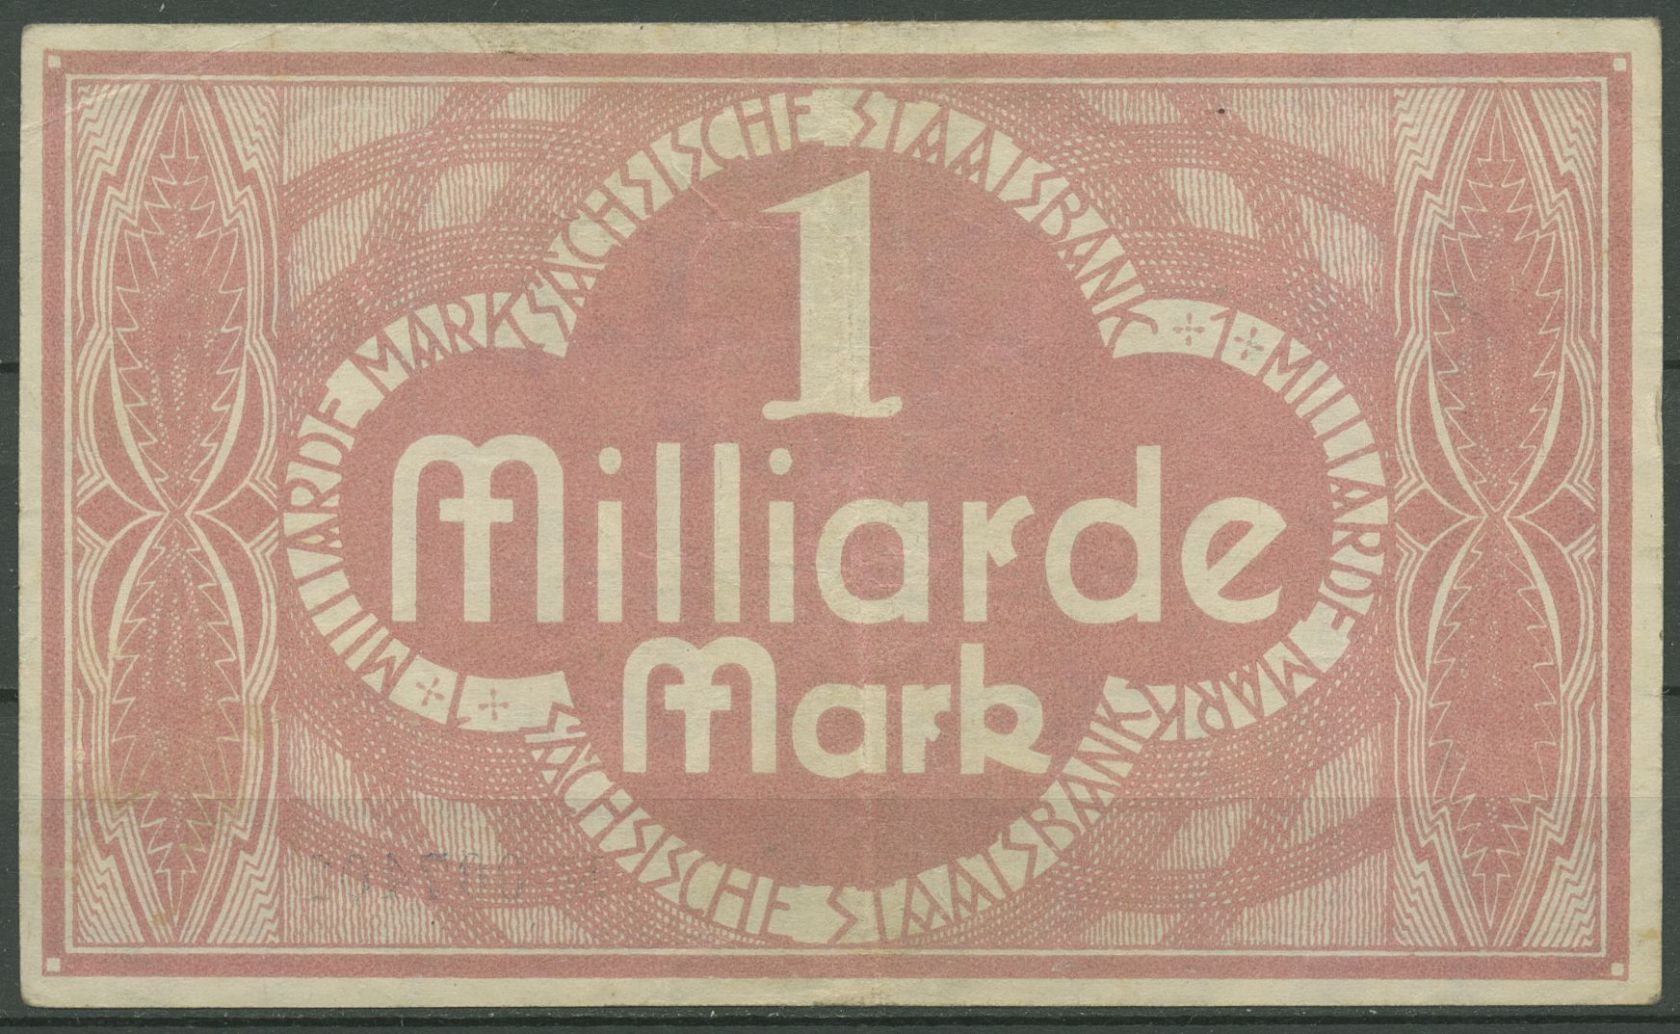 SÄCHSISCHE STAATSBANK
1 MILLIARDE MARK
1
Milliarde
Mark
MILLIARDE MARK
SÄCHSISCHE STAATSBANK